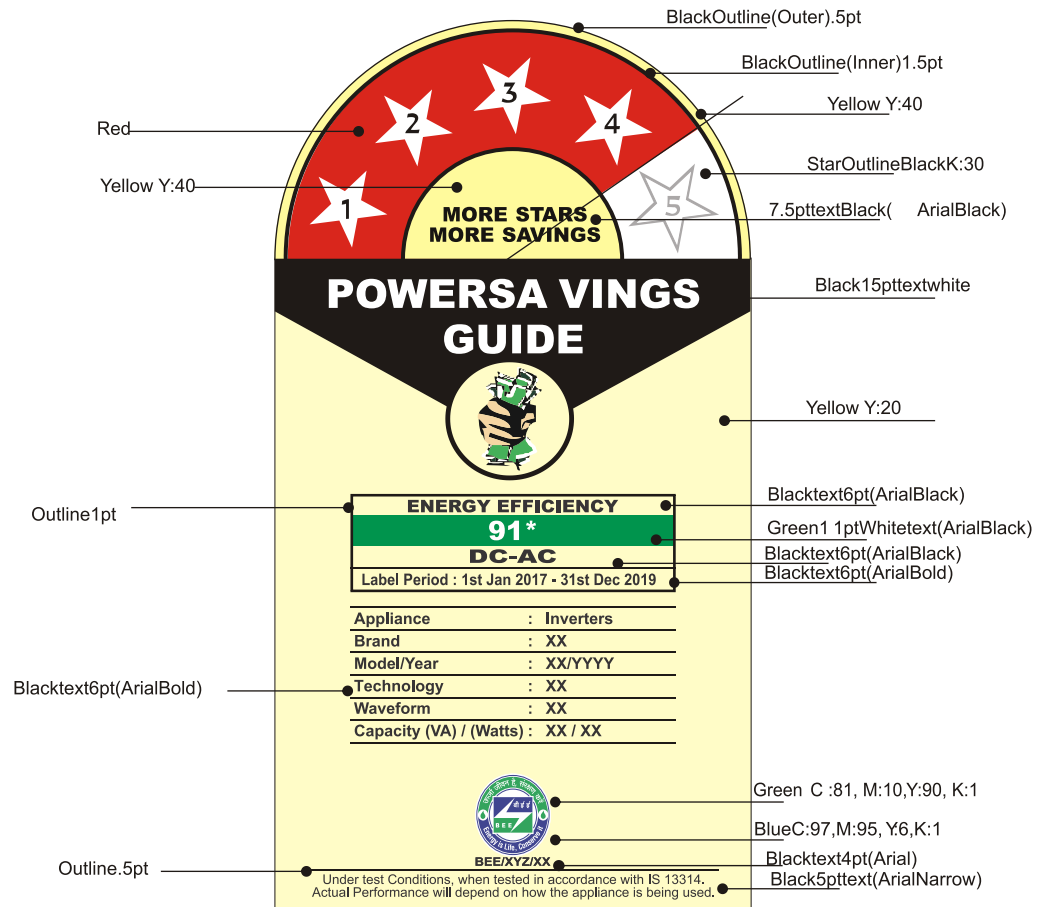 BlackOutline(Outer).5pt
BlackOutline(Inner)1.5pt
Yellow Y:40
StarOutlineBlackK:30
7.5pttextBlack( ArialBlack)
Black15pttextwhite
Yellow Y:20
Blacktext6pt(ArialBlack)
Green1 1ptWhitetext(ArialBlack)
Blacktext6pt(ArialBlack)
Blacktext6pt(ArialBold)
Green C :81, M:10,Y:90, K:1
BlueC:97,M:95, Y:6,K:1
Blacktext4pt(Arial)
Black5pttext(ArialNarrow)
Red
Yellow Y:40
Outline1pt
Blacktext6pt(ArialBold)
Outline.5pt
1
2
3
4
5
MORE STARS
MORE SAVINGS
POWERSA VINGS
GUIDE
ENERGY EFFICIENCY
91*
DC-AC
Label Period : 1st Jan 2017 - 31st Dec 2019
Appliance : Inverters
Brand : XX
Model/Year : XX/YYYY
Technology : XX
Waveform : XX
Capacity (VA) / (Watts) : XX / XX
बी ई ई
BEE
Energy is Life. Conserve it
BEE/XYZ/XX
Under test Conditions, when tested in accordance with IS 13314.
Actual Performance will depend on how the appliance is being used.